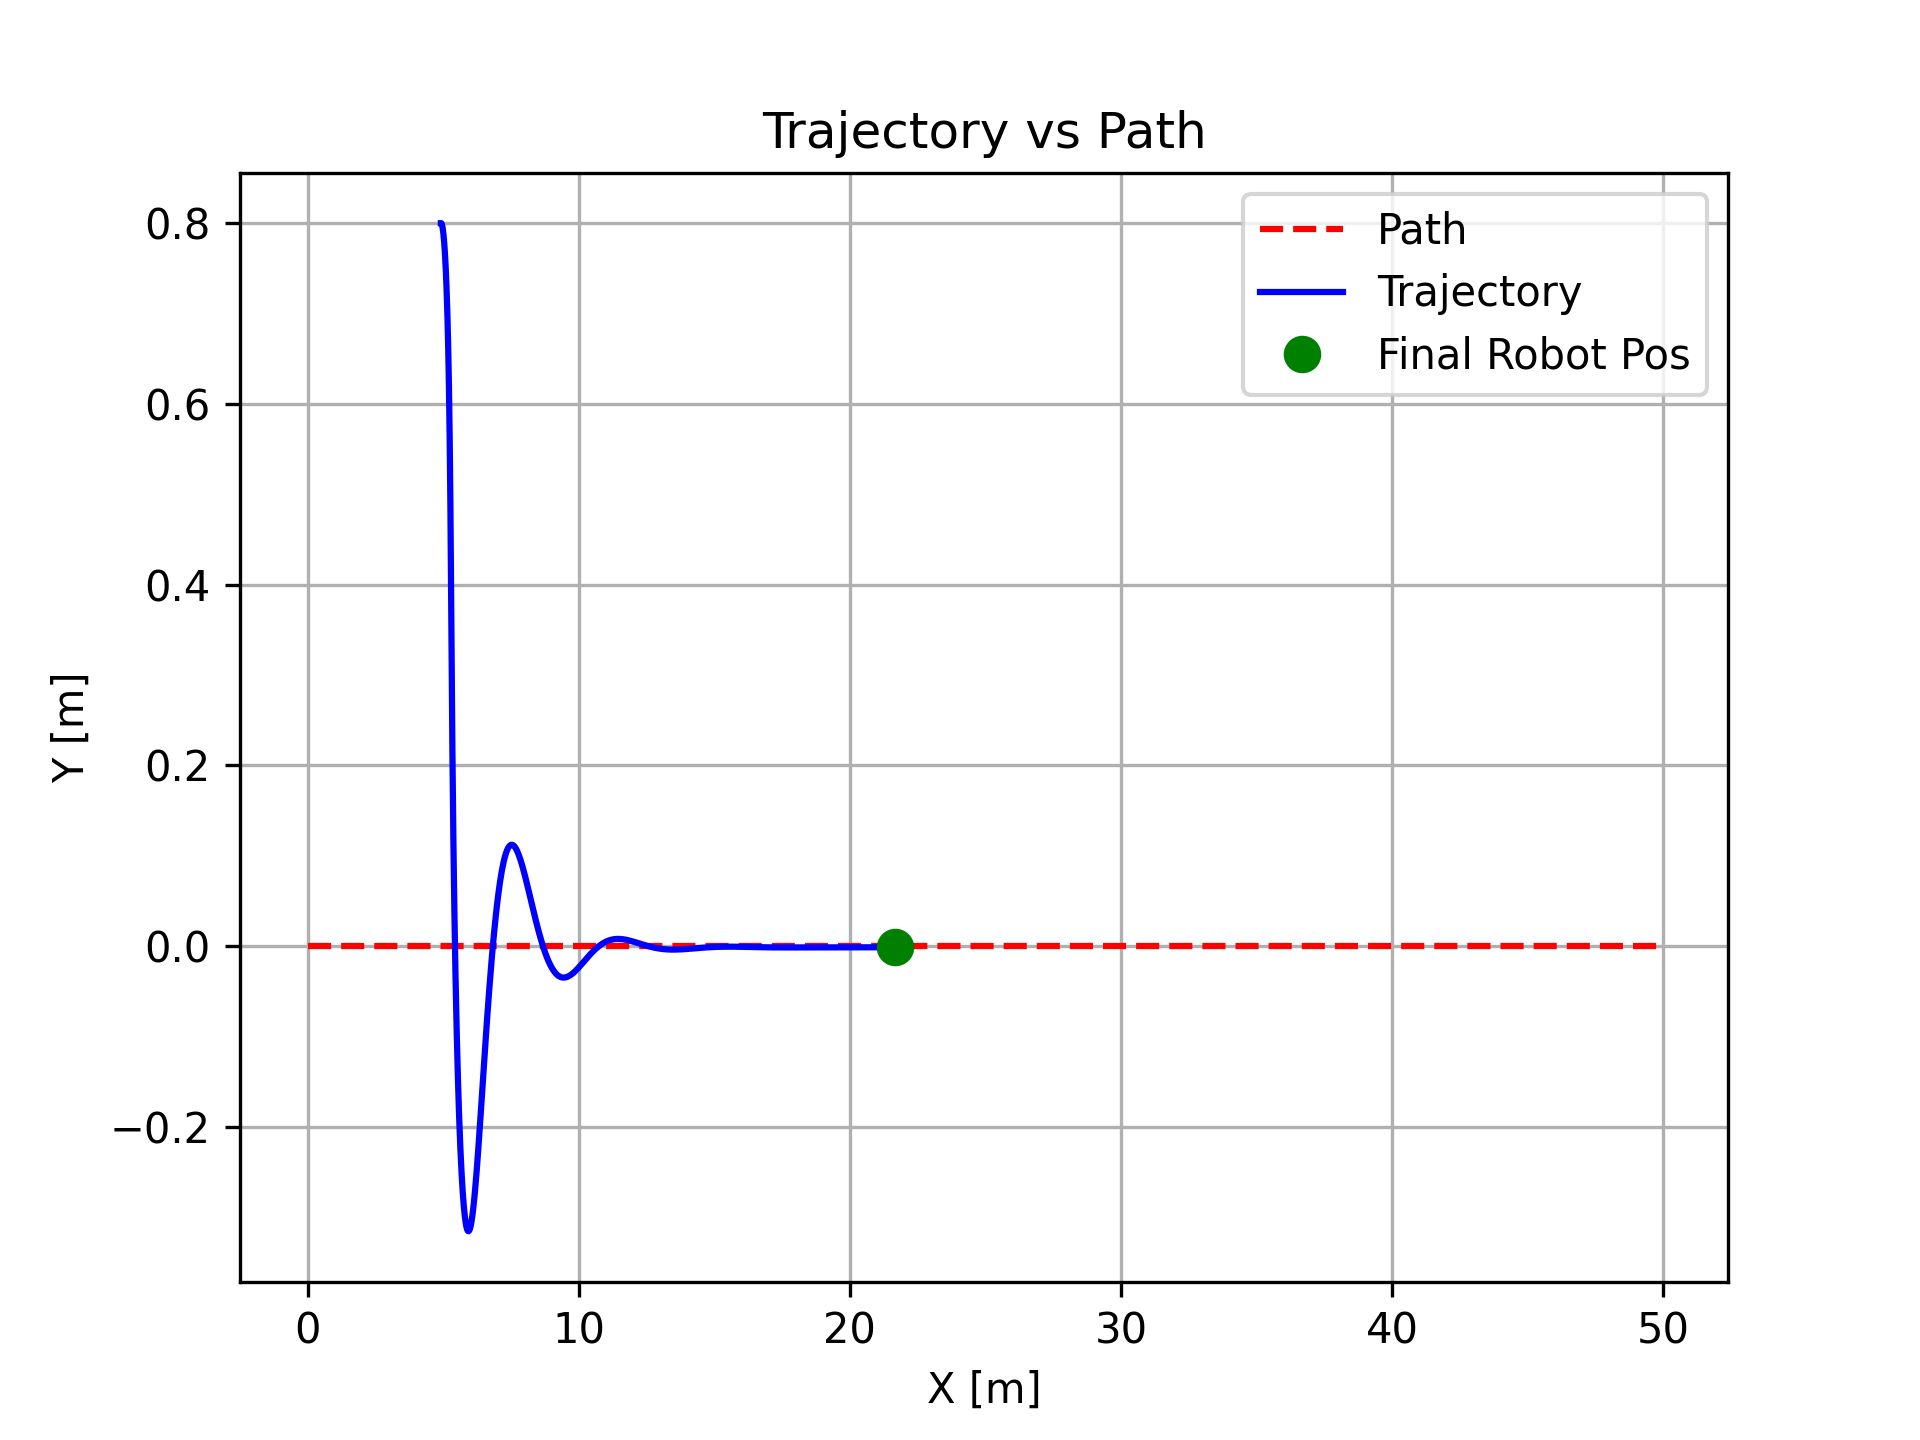 Trajectory vs Path
Path
Trajectory
Final Robot Pos
0.8
0.6
0.4
0.2
0.0
−0.2
Y [m]
0 10 20 30 40 50
X [m]